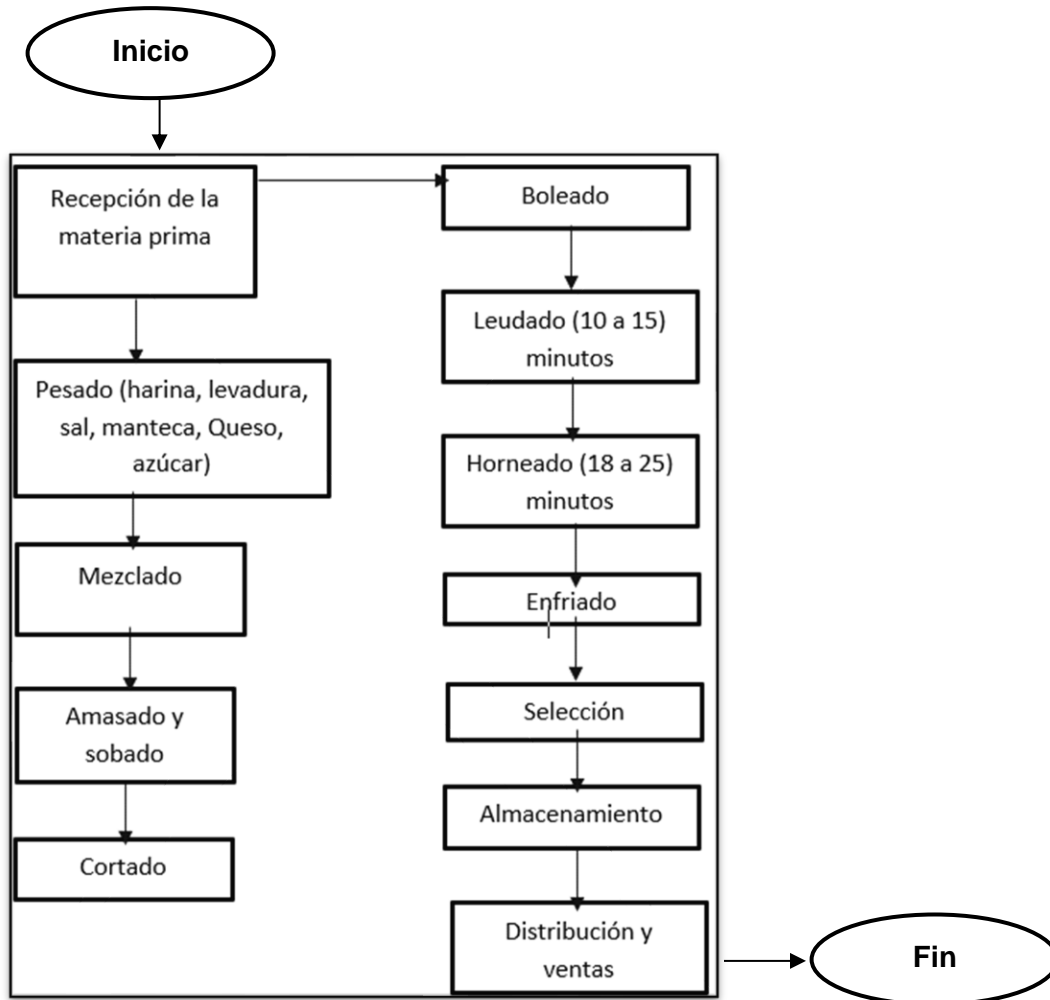 Inicio
Recepción de la
materia prima
Pesado (harina, levadura,
sal, manteca, Queso,
azúcar)
Mezclado
Amasado y
sobado
Cortado
Boleado
Leudado (10 a 15)
minutos
Horneado (18 a 25)
minutos
Enfriado
Selección
Almacenamiento
Distribución y
ventas
Fin